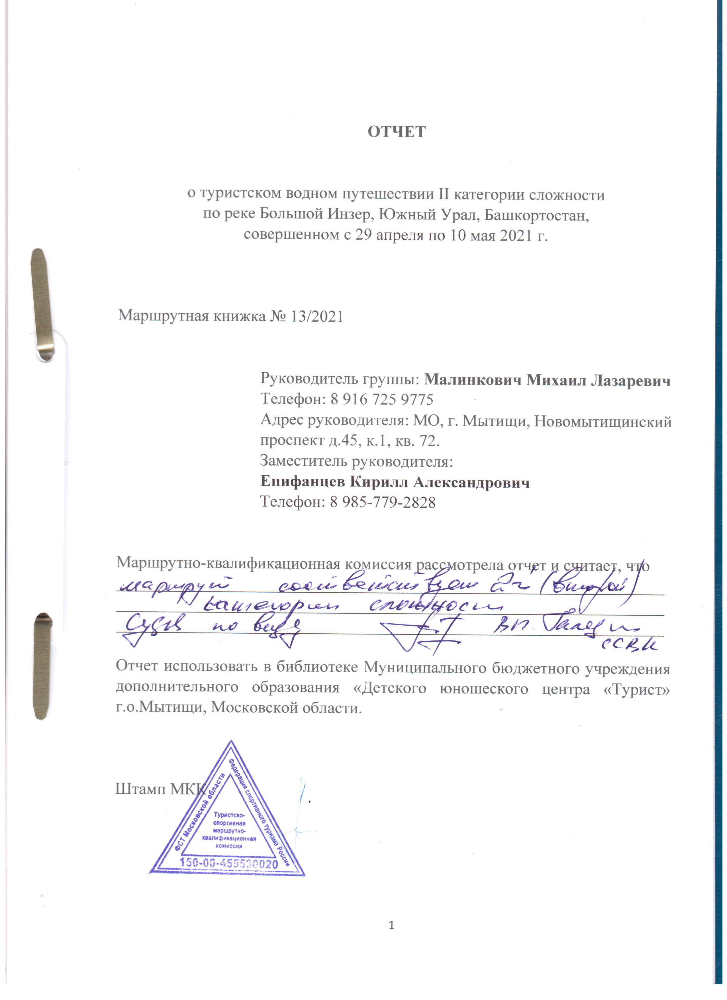 ОТЧЕТ
о туристском водном путешествии II категории сложности
по реке Большой Инзер, Южный Урал, Башкортостан,
совершенном с 29 апреля по 10 мая 2021 г.
Маршрутная книжка № 13/2021
Руководитель группы: Малинкович Михаил Лазаревич
Телефон: 8 916 725 9775
Адрес руководителя: МО, г. Мытищи, Новомытищинский
проспект д.45, к.1, кв. 72.
Заместитель руководителя:
Епифанцев Кирилл Александрович
Телефон: 8 985-779-2828
Маршрутно-квалификационная комиссия рассмотрела отчет и считает, что
маршрут соответствует 2й (второй)
категории сложности
Судья по виду В.П.
ССВК
Отчет использовать в библиотеке Муниципального бюджетного учреждения
дополнительного образования «Детского юношеского центра «Турист»
г.о.Мытищи, Московской области.
Штамп МКК
ФСТ Московской области
Федерация спортивного туризма России
Туристско-
спортивная
маршрутно-
квалификационная
комиссия
150-00-455530020
1